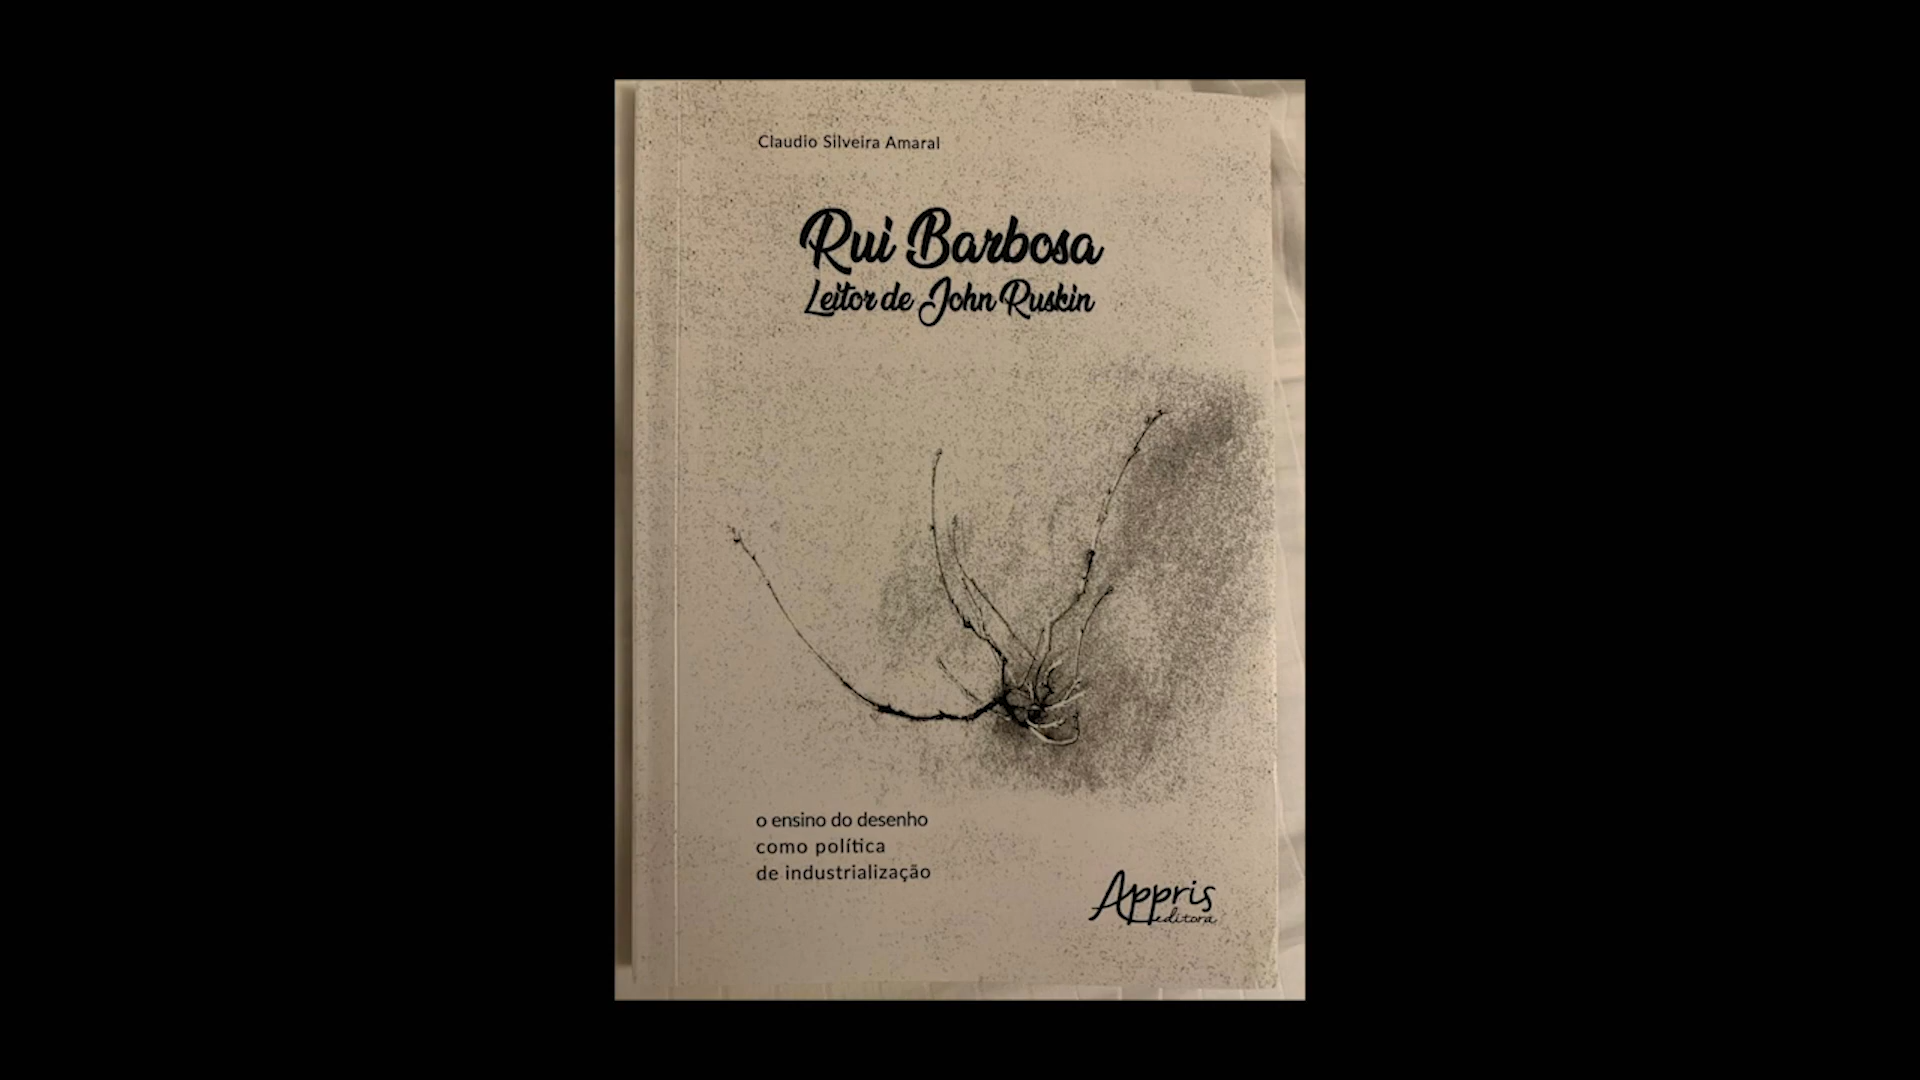 Claudio Silveira Amaral
Rui Barbosa
Leitor de John Ruskin
o ensino do desenho
como política
de industrialização
Appris
editora